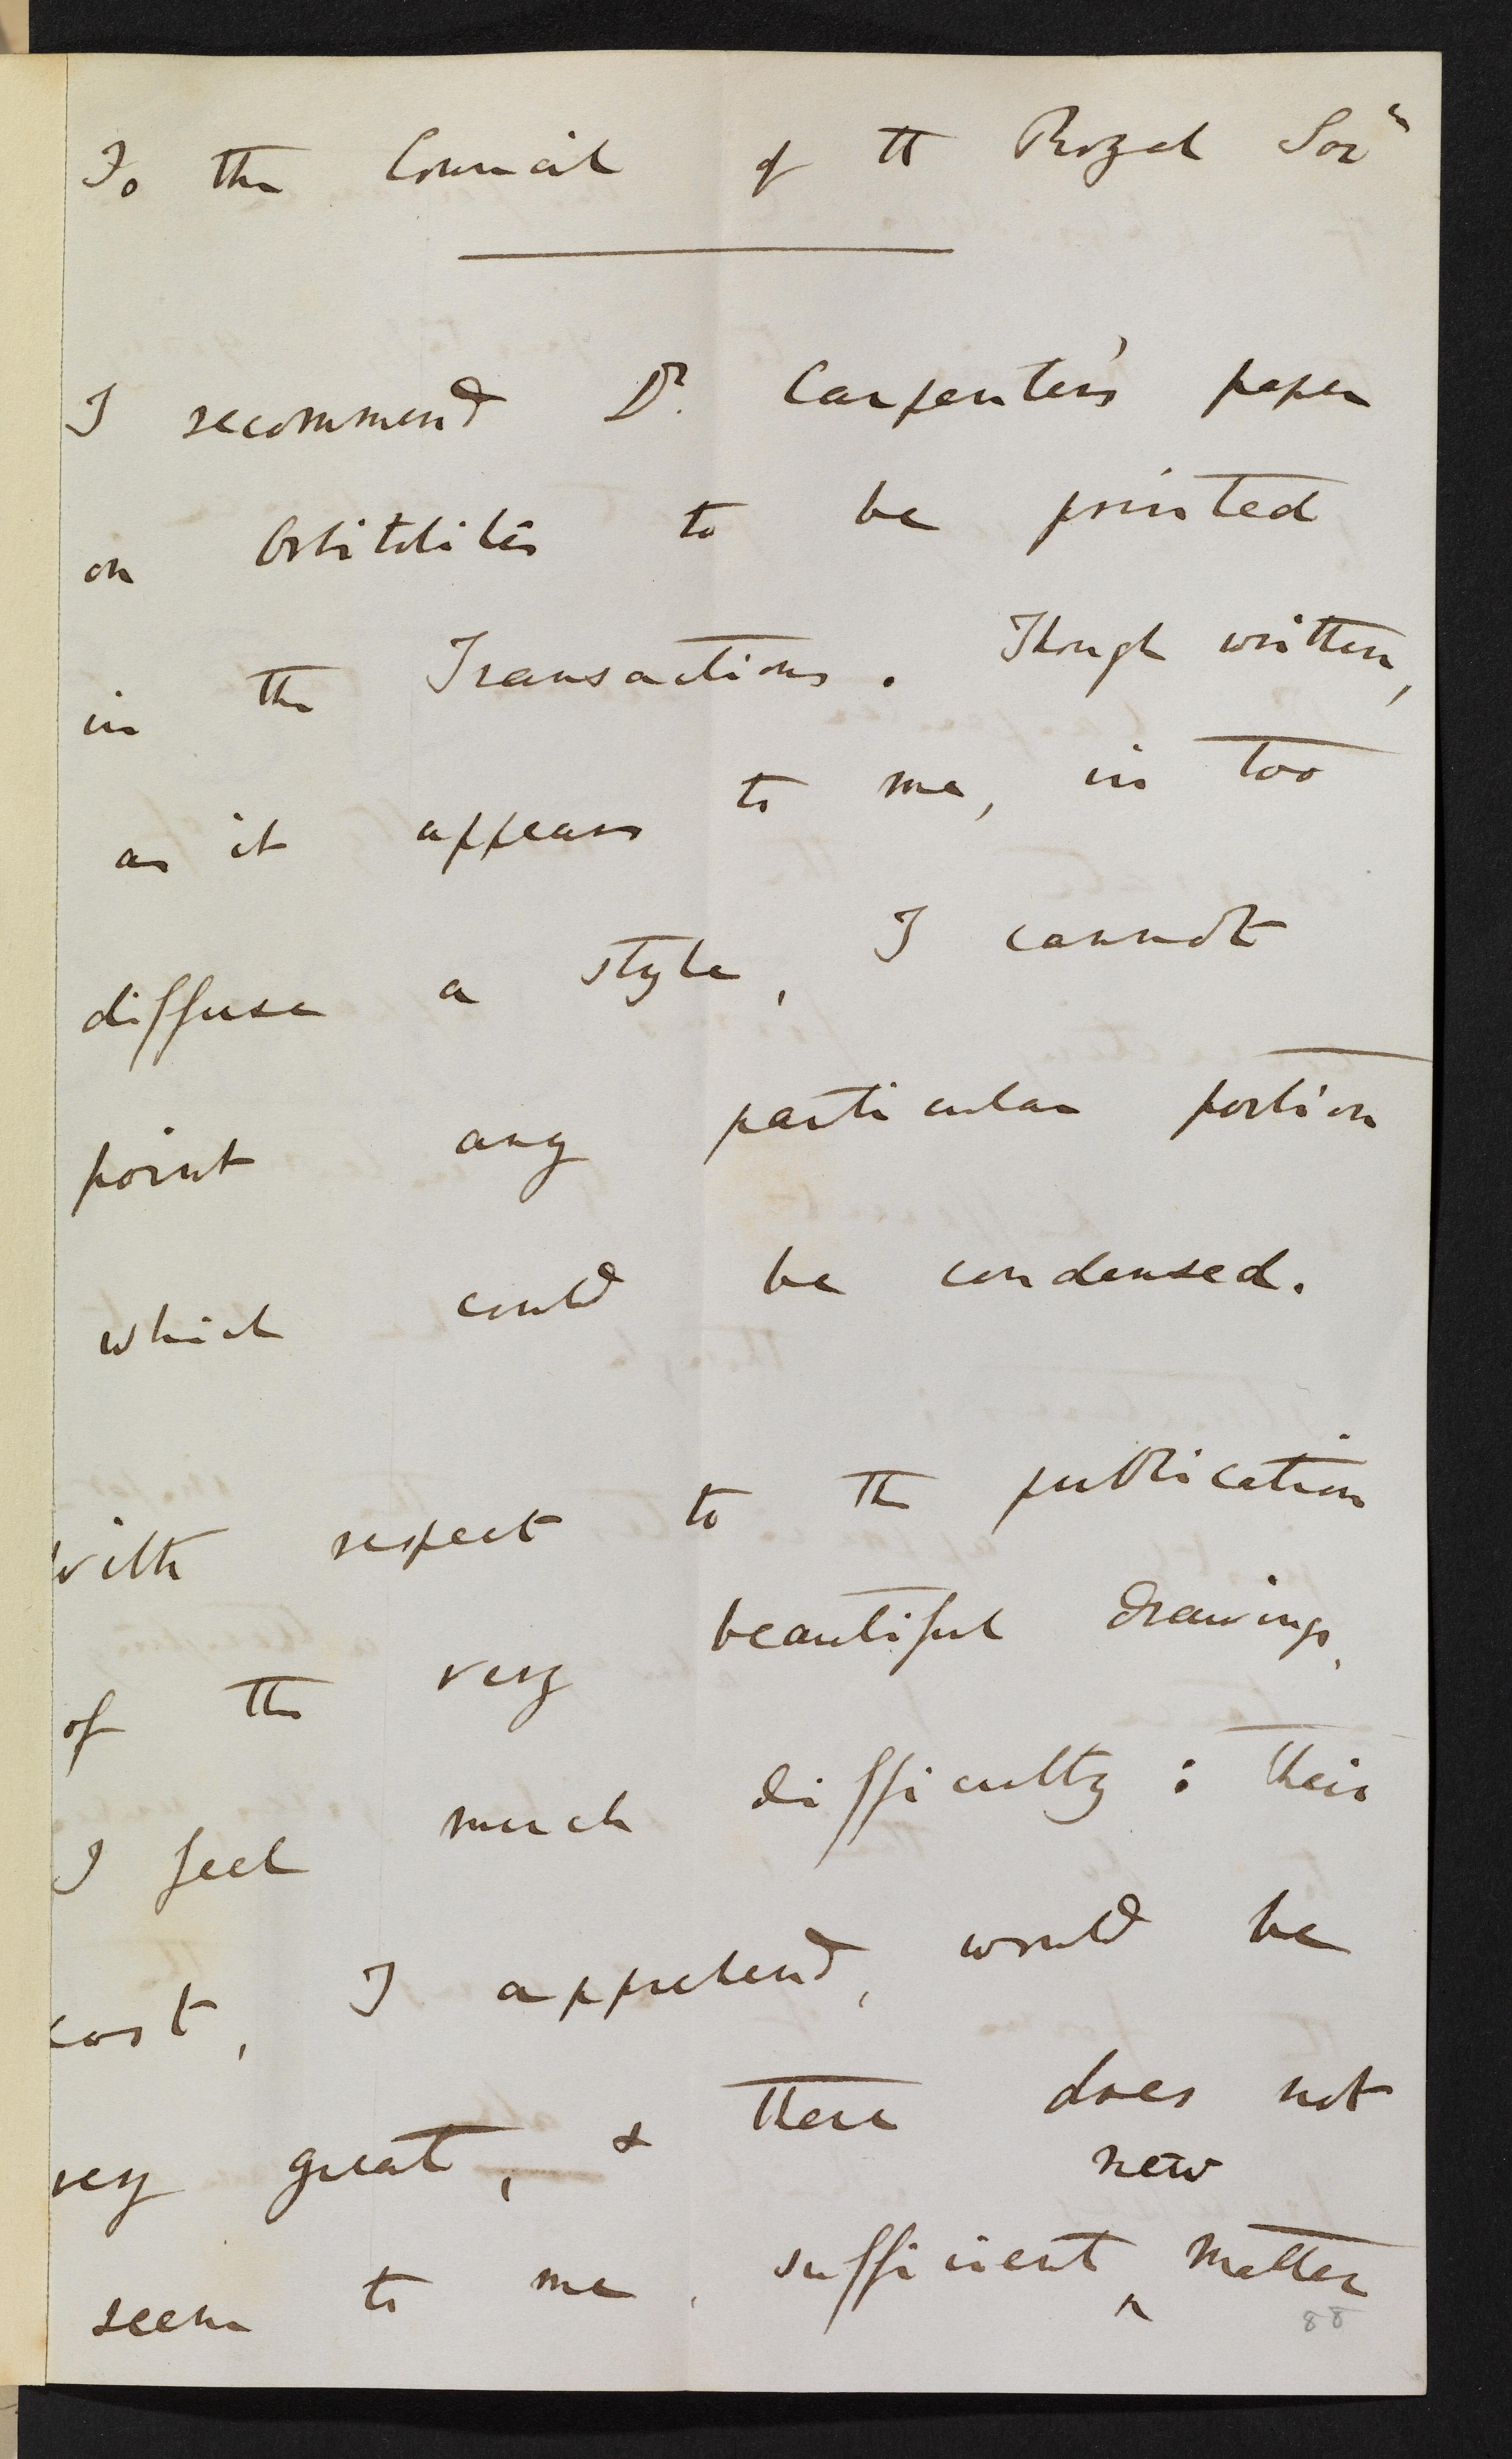 To the Council of the Royal Socy
I recommend Dr. Carpenter's paper
on Orbitolites to be printed
in the Transactions. Though written,
as it appears to me, in too
diffuse a style, I cannot
point any particular portion
which could be condensed.
With respect to the publication
of the very beautiful drawings,
I feel much difficulty: their
cost, I apprehend, would be
very great, & there does not
new
seem to me, sufficient ^ matter
88